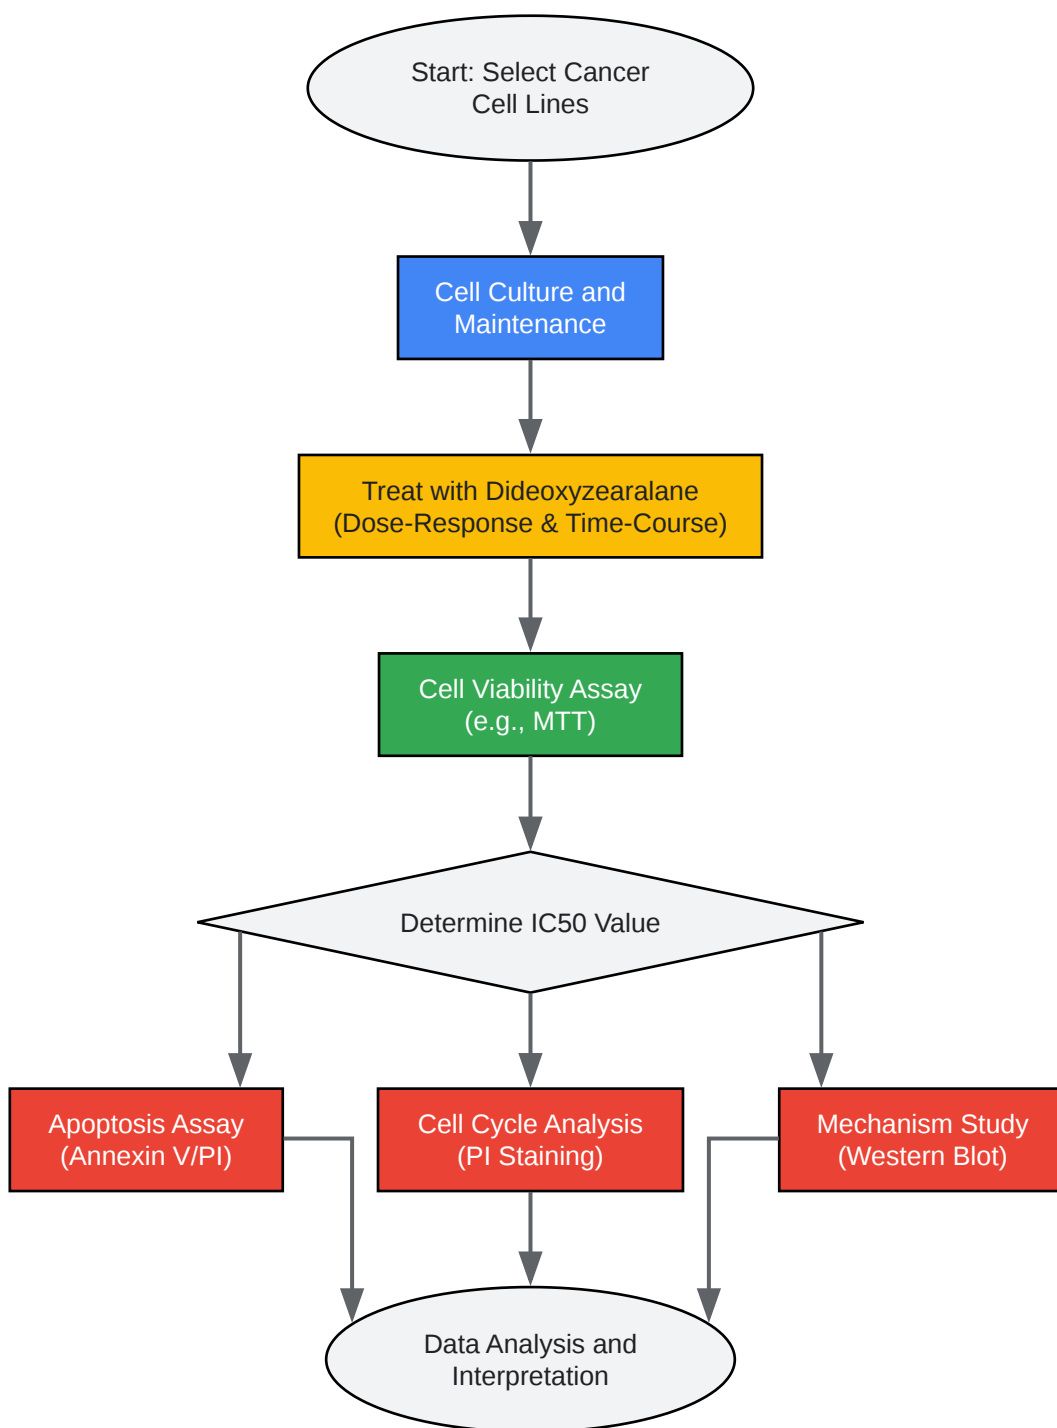 Start: Select Cancer
Cell Lines
Cell Culture and
Maintenance
Treat with Dideoxyzearalane
(Dose-Response & Time-Course)
Cell Viability Assay
(e.g., MTT)
Determine IC50 Value
Apoptosis Assay
(Annexin V/PI)
Cell Cycle Analysis
(PI Staining)
Mechanism Study
(Western Blot)
Data Analysis and
Interpretation